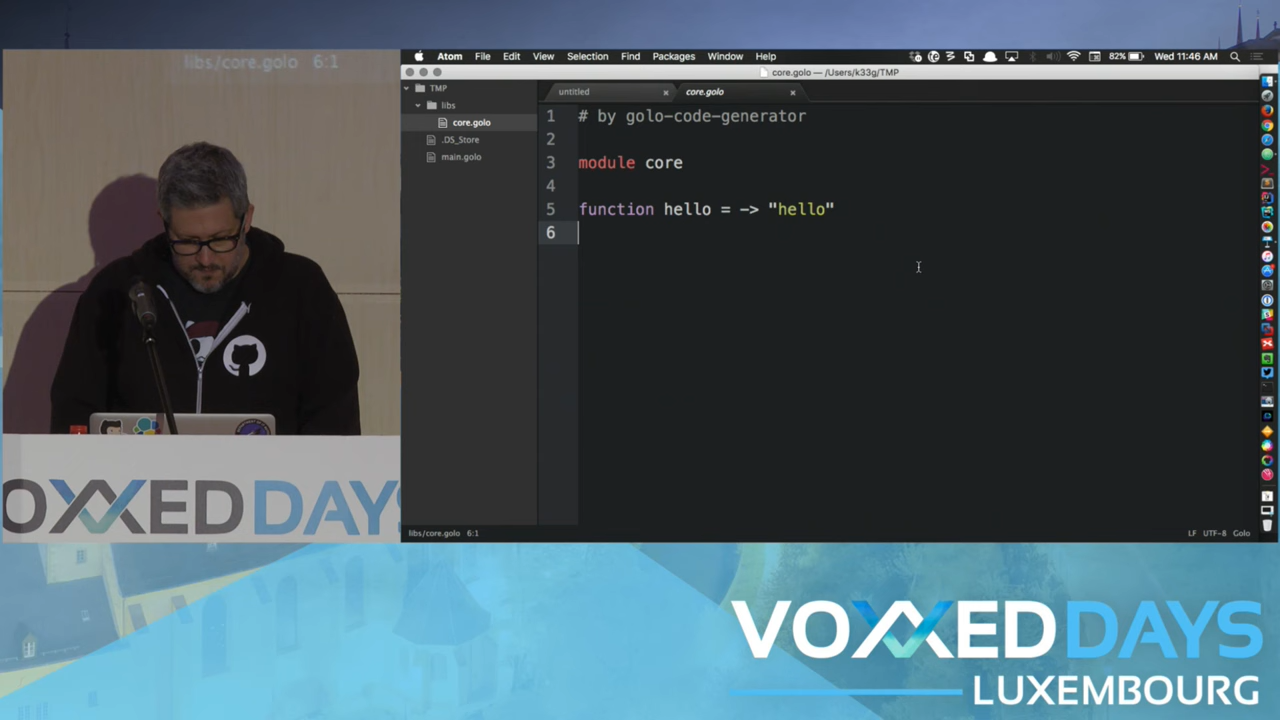 libs/core.golo 6:1
Atom File Edit View Selection Find Packages Window Help
82% Wed 11:46 AM
core.golo — /Users/k33g/TMP
TMP
libs
core.golo
.DS_Store
main.golo
untitled
core.golo
1 # by golo-code-generator
2
3 module core
4
5 function hello = -> "hello"
6
libs/core.golo 6:1
LF UTF-8 Golo
OXXED DAYS
VOXXED DAYS
LUXEMBOURG